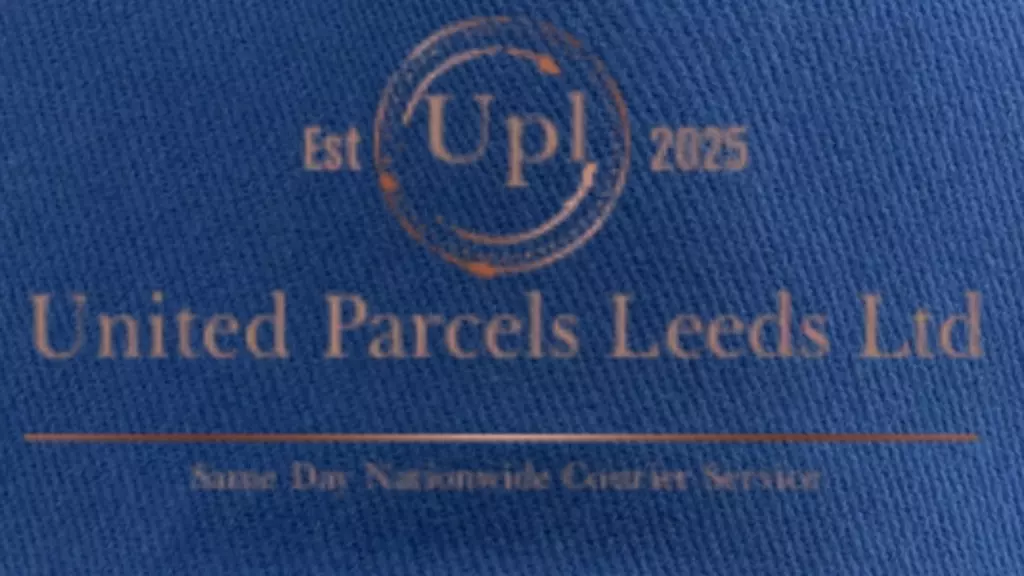 Upl
Est 2025
United Parcels Leeds Ltd
Same Day Nationwide Courier Service